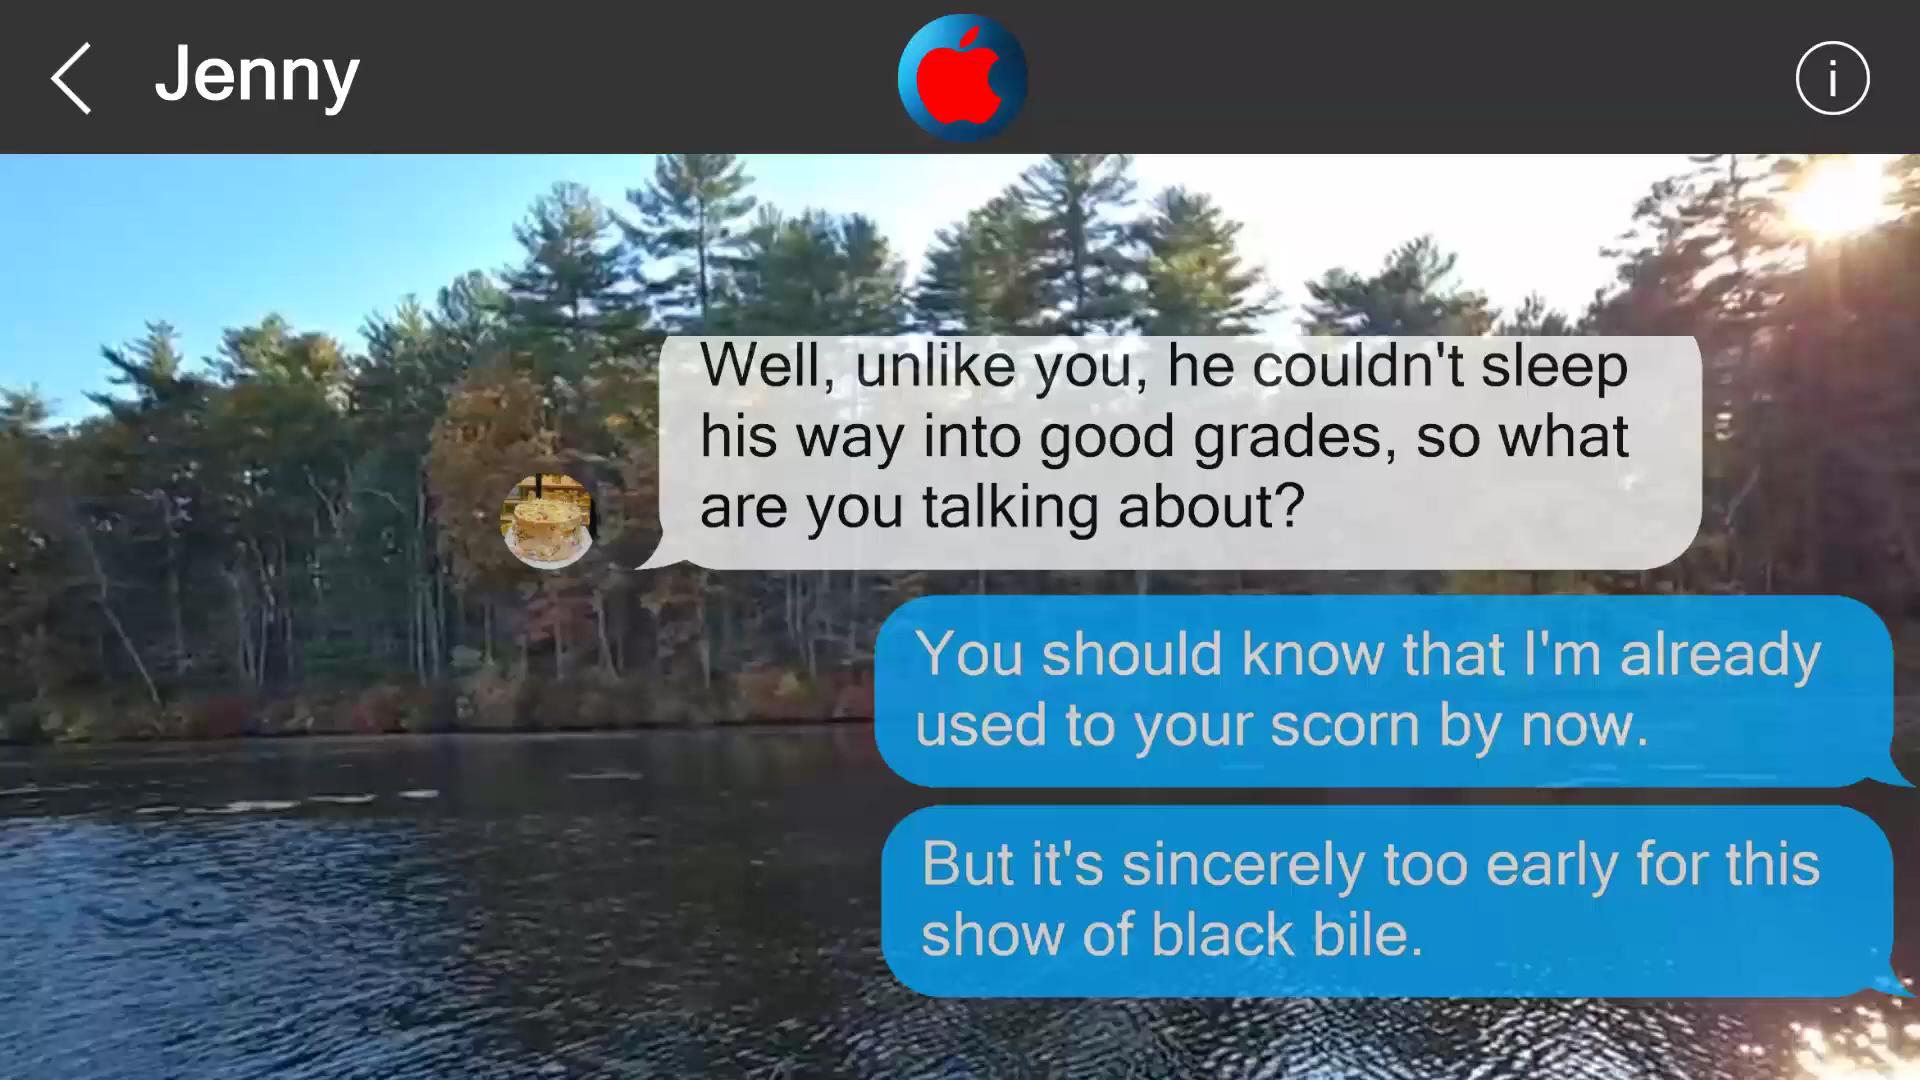 Jenny
Well, unlike you, he couldn't sleep
his way into good grades, so what
are you talking about?
You should know that I'm already
used to your scorn by now.
But it's sincerely too early for this
show of black bile.